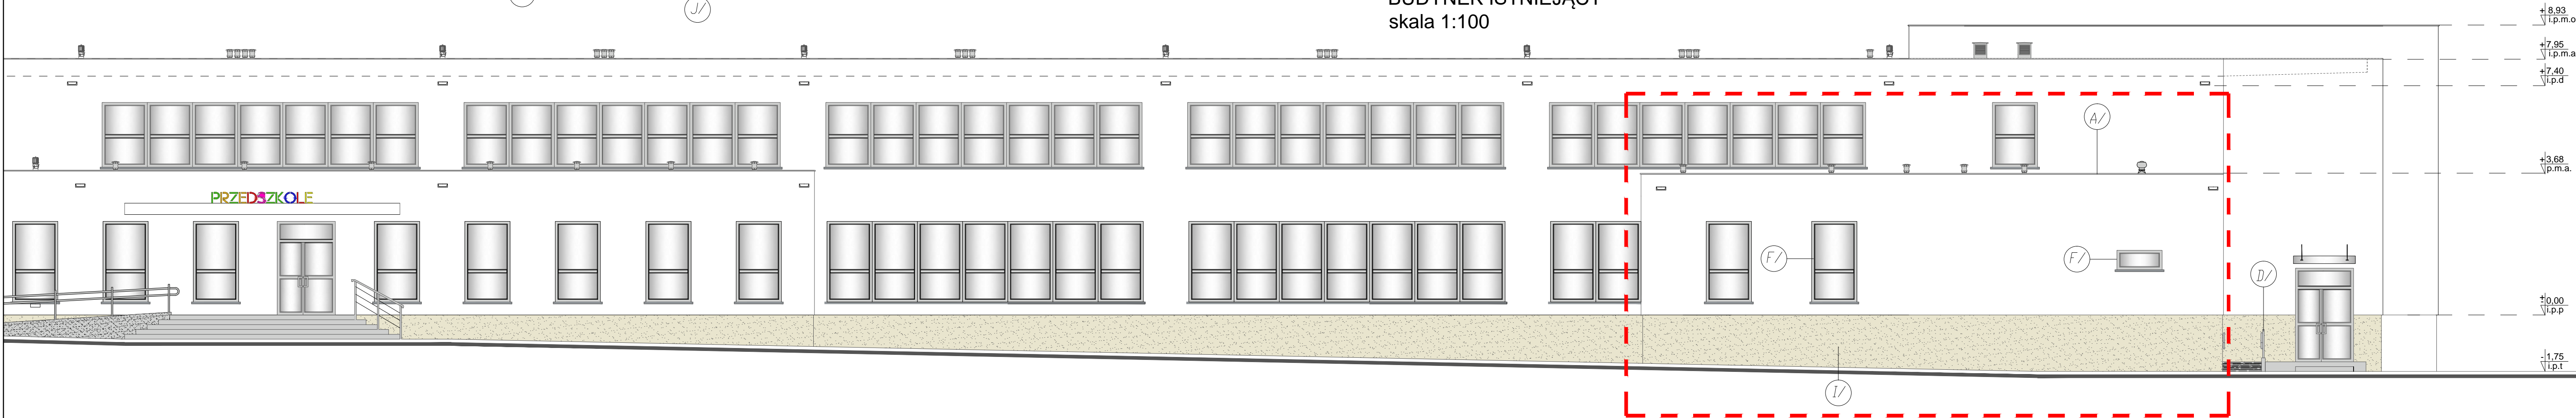 J/
skala 1:100
+ 8,93
i.p.m.o
+7,95
i.p.m.a
+7,40
i.p.d
A/
+3,68
p.m.a.
PRZEDSZKOLE
F/
F/
D/
+
- 0,00
i.p.p
- 1,75
i.p.t
I/